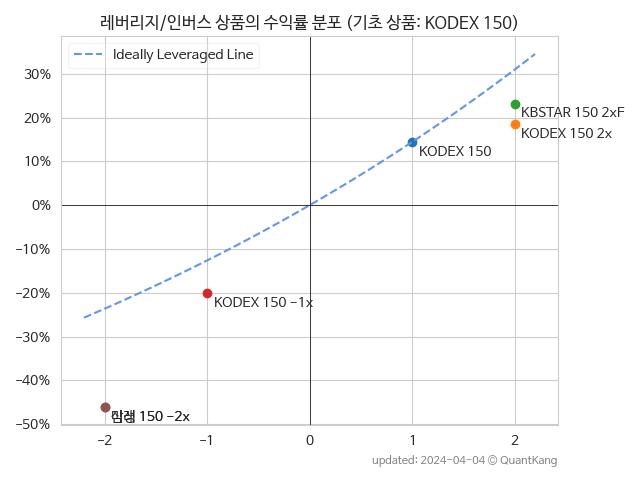 레버리지/인버스 상품의 수익률 분포 (기초 상품: KODEX 150)
Ideally Leveraged Line
30%
20%
10%
0%
−10%
−20%
−30%
−40%
−50%
KBSTAR 150 2xF
KODEX 150 2x
KODEX 150
KODEX 150 −1x
150 −2x
−2
−1
0
1
2
updated: 2024-04-04 © QuantKang